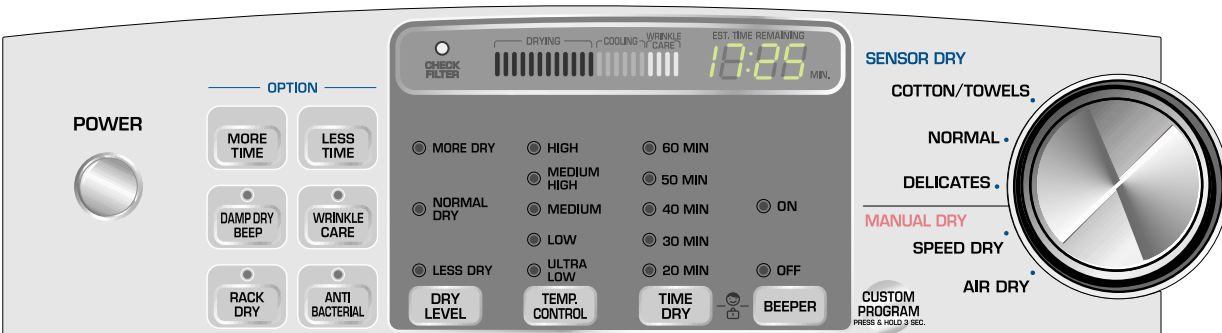 POWER
OPTION
MORE
TIME
LESS
TIME
DAMP DRY
BEEP
WRINKLE
CARE
RACK
DRY
ANTI
BACTERIAL
CHECK
FILTER
DRYING
COOLING
WRINKLE
CARE
EST. TIME REMAINING
17:25
MIN.
MORE DRY
NORMAL
DRY
LESS DRY
DRY
LEVEL
HIGH
MEDIUM
HIGH
MEDIUM
LOW
ULTRA
LOW
TEMP.
CONTROL
60 MIN
50 MIN
40 MIN
30 MIN
20 MIN
TIME
DRY
ON
OFF
BEEPER
SENSOR DRY
COTTON/TOWELS
NORMAL
DELICATES
MANUAL DRY
SPEED DRY
AIR DRY
CUSTOM
PROGRAM
PRESS & HOLD 3 SEC.